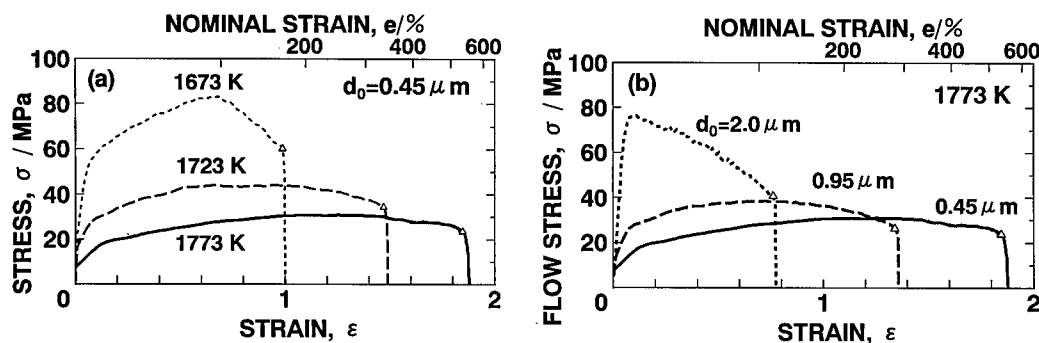 NOMINAL STRAIN, e/%
200 400 600
100
80
60
40
20
0
STRESS, σ / MPa
(a)
1673 K
d₀=0.45 μm
1723 K
1773 K
0 1 2
STRAIN, ε
NOMINAL STRAIN, e/%
200 400 600
100
80
60
40
20
0
FLOW STRESS, σ / MPa
(b)
1773 K
d₀=2.0 μm
0.95 μm
0.45 μm
0 1 2
STRAIN, ε